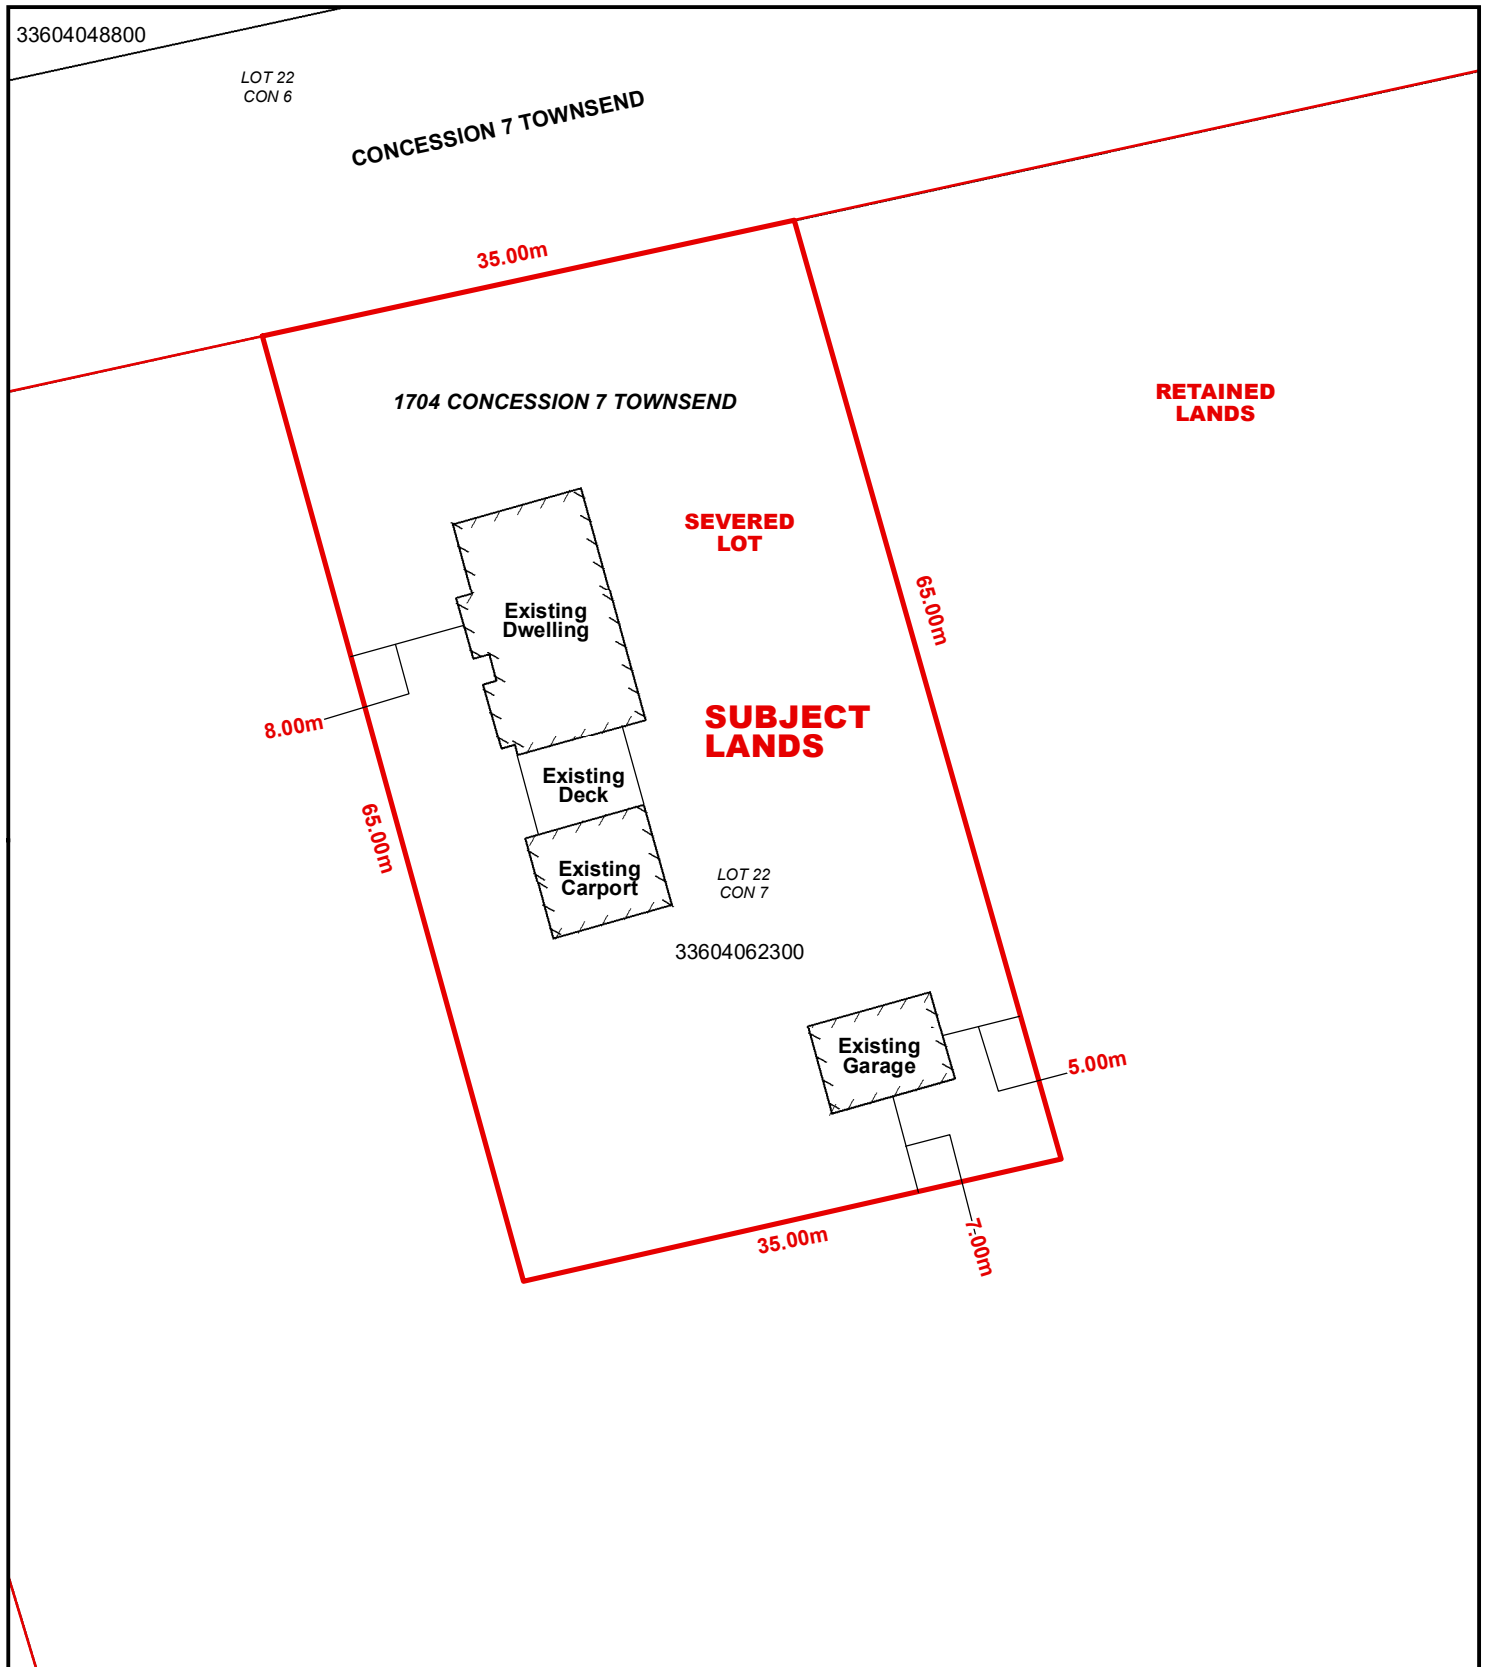 33604048800
LOT 22
CON 6
CONCESSION 7 TOWNSEND
35.00m
1704 CONCESSION 7 TOWNSEND
RETAINED
LANDS
SEVERED
LOT
Existing
Dwelling
65.00m
8.00m
SUBJECT
LANDS
Existing
Deck
65.00m
Existing
Carport
LOT 22
CON 7
33604062300
Existing
Garage
5.00m
35.00m
7.00m